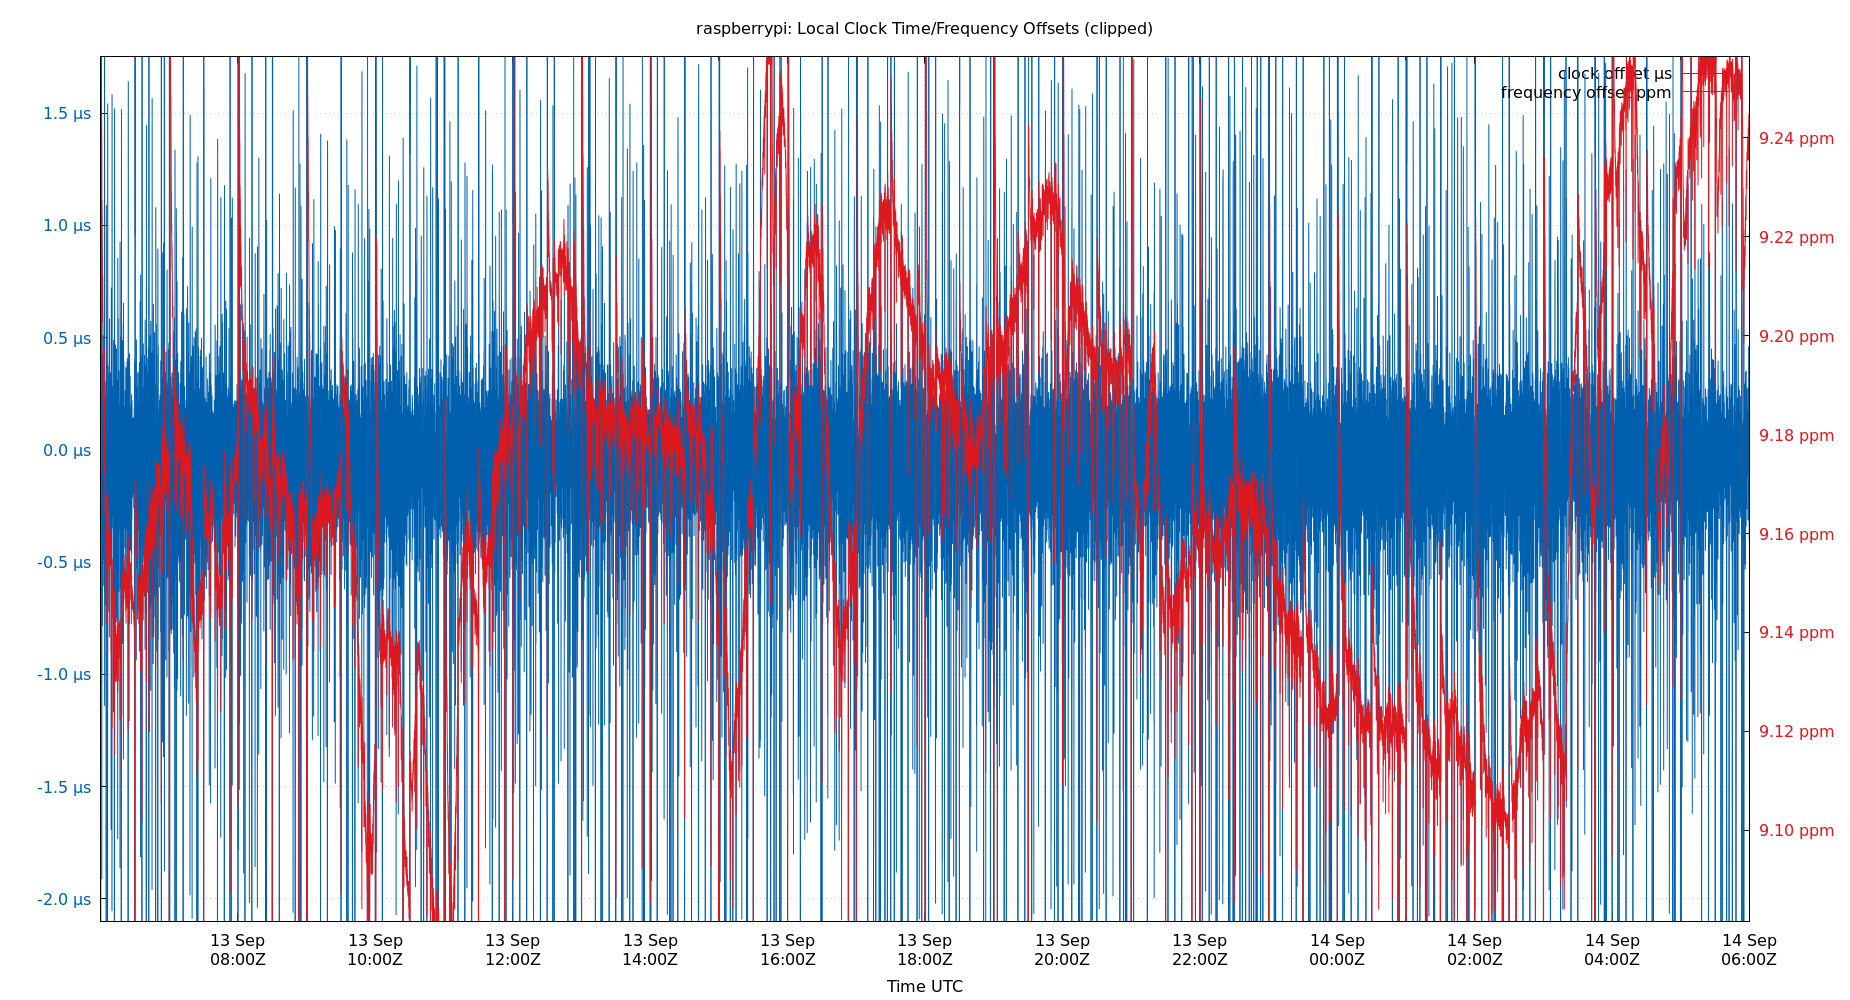 raspberrypi: Local Clock Time/Frequency Offsets (clipped)
clock offset µs
frequency offset ppm
1.5 µs
1.0 µs
0.5 µs
0.0 µs
-0.5 µs
-1.0 µs
-1.5 µs
-2.0 µs
9.24 ppm
9.22 ppm
9.20 ppm
9.18 ppm
9.16 ppm
9.14 ppm
9.12 ppm
9.10 ppm
13 Sep 13 Sep 13 Sep 13 Sep 13 Sep 13 Sep 13 Sep 13 Sep 14 Sep 14 Sep 14 Sep 14 Sep
08:00Z 10:00Z 12:00Z 14:00Z 16:00Z 18:00Z 20:00Z 22:00Z 00:00Z 02:00Z 04:00Z 06:00Z
Time UTC